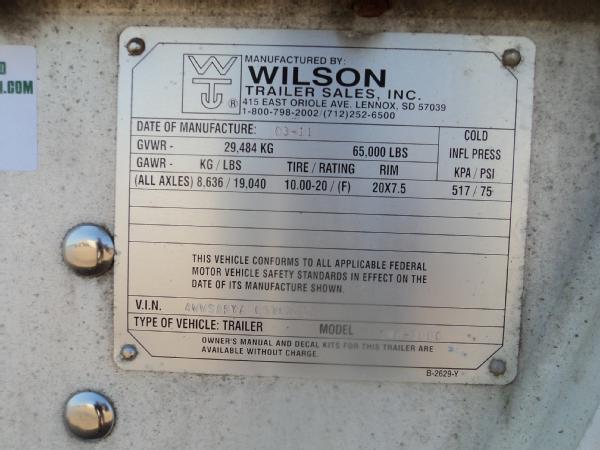 MANUFACTURED BY:
WILSON
TRAILER SALES, INC.
415 EAST ORIOLE AVE. LENNOX, SD 57039
1-800-798-2002/(712)252-6500
W
®
DATE OF MANUFACTURE: 03-11
COLD
GVWR - 29,484 KG 65,000 LBS
INFL PRESS
GAWR - KG / LBS TIRE / RATING RIM KPA / PSI
(ALL AXLES) 8,636 / 19,040 10.00-20 / (F) 20X7.5 517 / 75
THIS VEHICLE CONFORMS TO ALL APPLICABLE FEDERAL
MOTOR VEHICLE SAFETY STANDARDS IN EFFECT ON THE
DATE OF ITS MANUFACTURE SHOWN.
V.I.N.
TYPE OF VEHICLE: TRAILER MODEL
OWNER'S MANUAL AND DECAL KITS FOR THIS TRAILER ARE
AVAILABLE WITHOUT CHARGE.
B-2629-Y